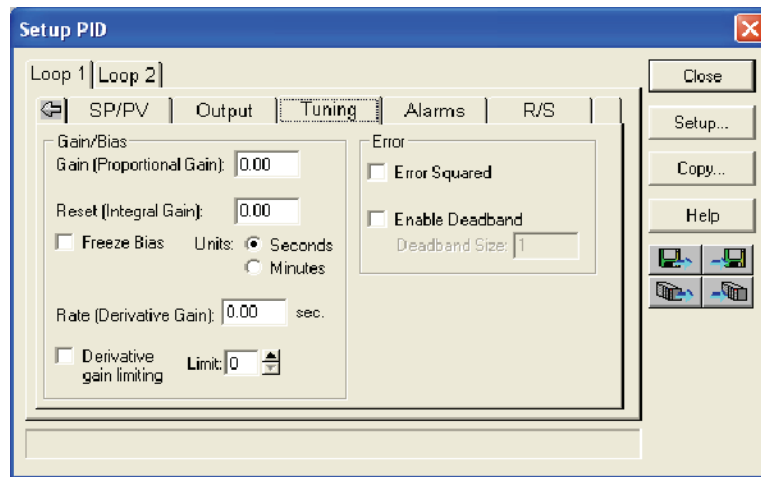 Setup PID
Loop 1 Loop 2
Close
SP/PV Output Tuning Alarms R/S
Setup...
Gain/Bias
Error
Gain (Proportional Gain): 0.00
Error Squared
Copy...
Reset (Integral Gain): 0.00
Enable Deadband
Help
Freeze Bias Units: Seconds
Deadband Size: 1
Minutes
Rate (Derivative Gain): 0.00 sec.
Derivative
gain limiting
Limit: 0